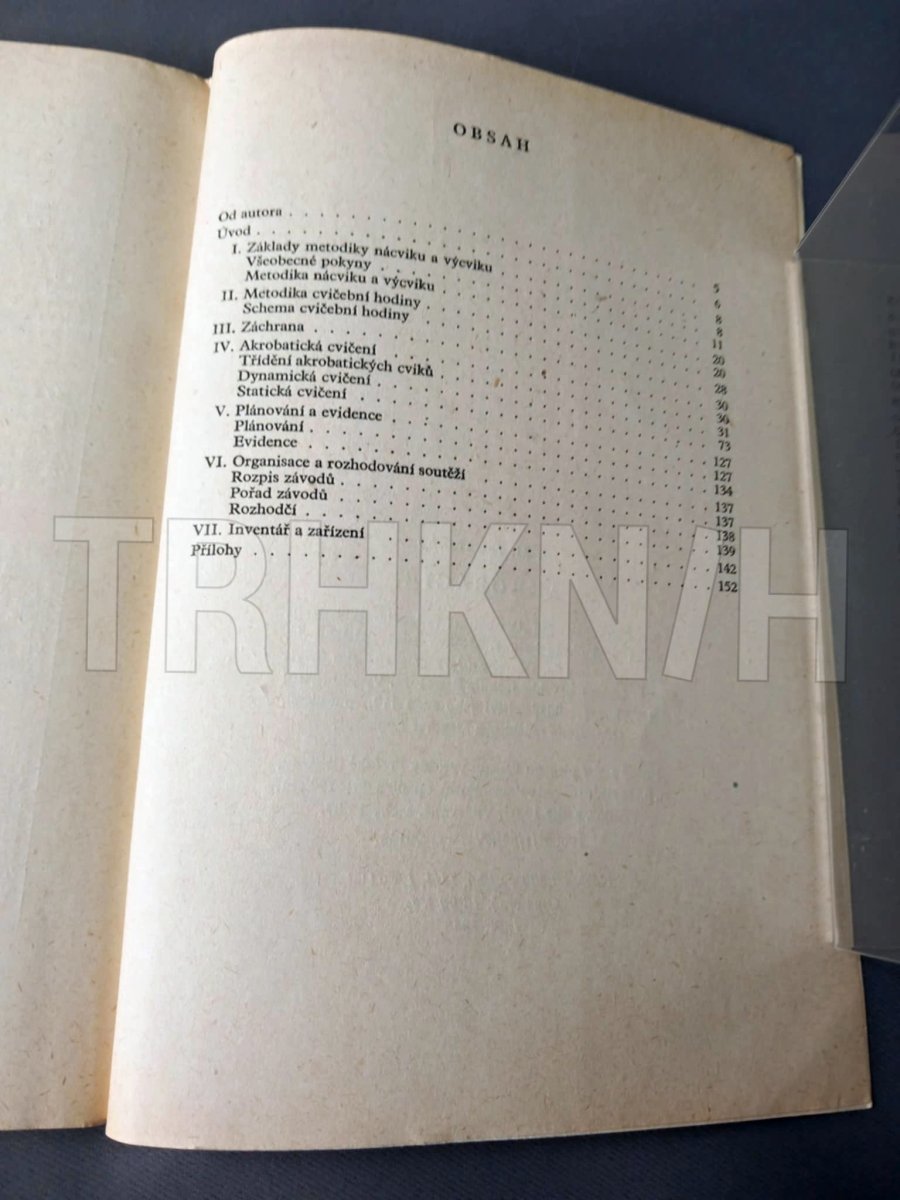 OBSAH
Od autora . . . . . . . . . . . . . . . . 5
Úvod . . . . . . . . . . . . . . . . 6
I. Základy metodiky nácviku a výcviku . . . . . . . . 8
Všeobecné pokyny . . . . . . . . . . . . 8
Metodika nácviku a výcviku . . . . . . . . . . 11
II. Metodika cvičební hodiny . . . . . . . . . . 20
Schema cvičební hodiny . . . . . . . . . . 20
III. Záchrana . . . . . . . . . . . . . . 28
IV. Akrobatická cvičení . . . . . . . . . . . . 30
Třídění akrobatických cviků . . . . . . . . . . 30
Dynamická cvičení . . . . . . . . . . . . 31
Statická cvičení . . . . . . . . . . . . 73
V. Plánování a evidence . . . . . . . . . . . . 127
Plánování . . . . . . . . . . . . . . 127
Evidence . . . . . . . . . . . . . . 134
VI. Organisace a rozhodování soutěží . . . . . . . . 137
Rozpis závodů . . . . . . . . . . . . . . 137
Pořad závodů . . . . . . . . . . . . . . 138
Rozhodčí . . . . . . . . . . . . . . 139
VII. Inventář a zařízení . . . . . . . . . . . . 142
Přílohy . . . . . . . . . . . . . . . . 152
TRHKNIH